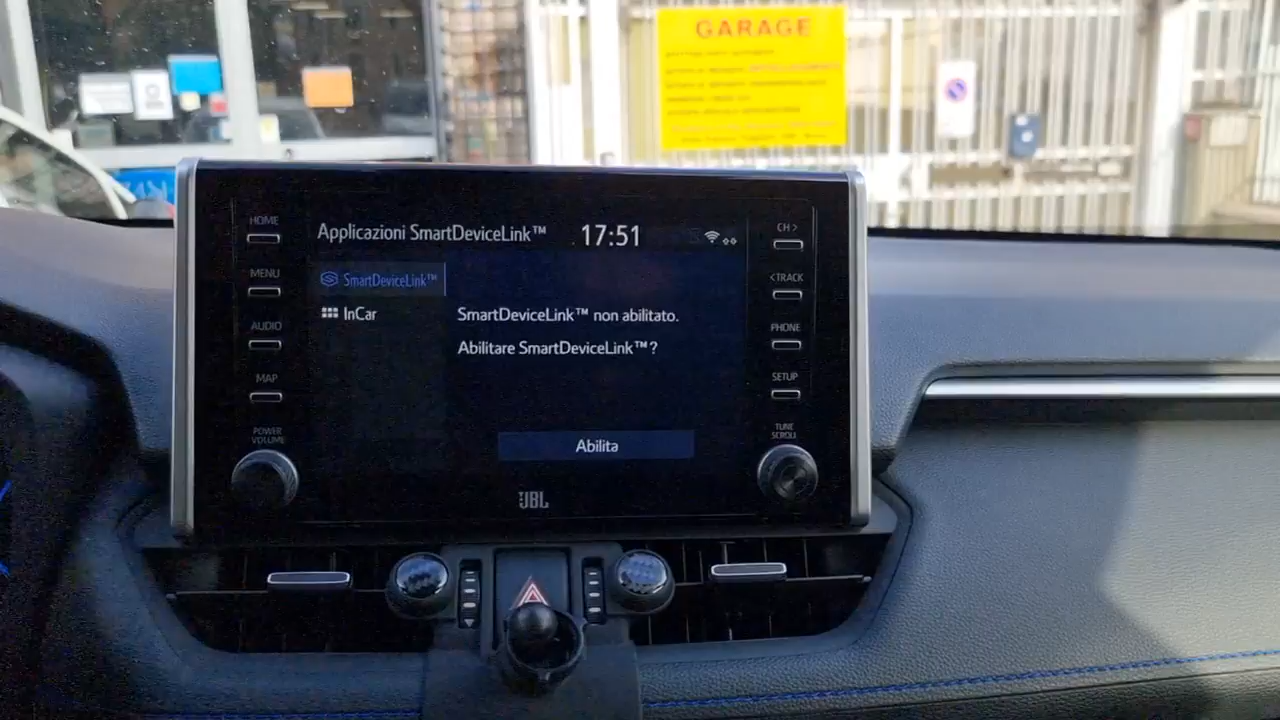 GARAGE
HOME
MENU
AUDIO
MAP
POWER
VOLUME
Applicazioni SmartDeviceLink™
17:51
SmartDeviceLink™
InCar
SmartDeviceLink™ non abilitato.
Abilitare SmartDeviceLink™?
Abilita
JBL
CH >
<TRACK
PHONE
SETUP
TUNE
SCROLL